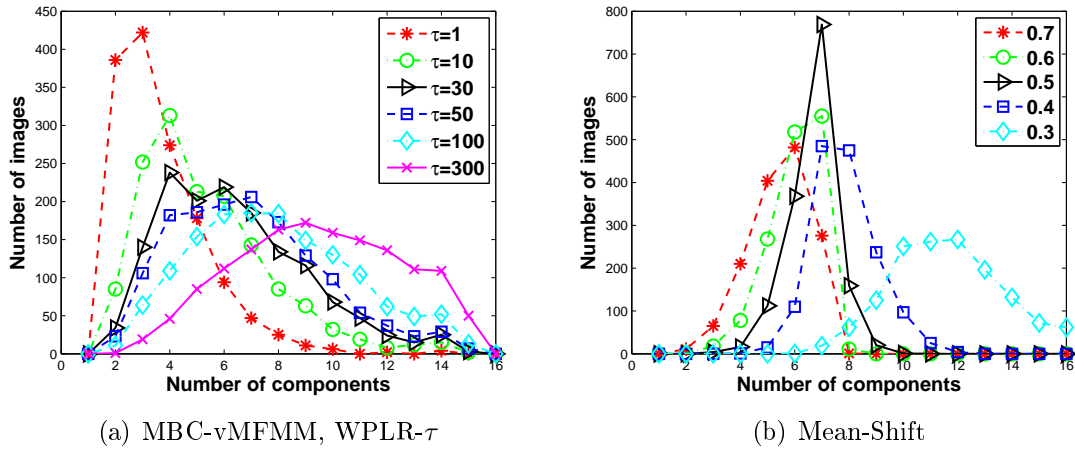 450
400
350
300
250
200
150
100
50
0
Number of images
0 2 4 6 8 10 12 14 16
Number of components
τ=1
τ=10
τ=30
τ=50
τ=100
τ=300
(a) MBC-vMFMM, WPLR-τ
800
700
600
500
400
300
200
100
0
Number of images
0 2 4 6 8 10 12 14 16
Number of components
0.7
0.6
0.5
0.4
0.3
(b) Mean-Shift